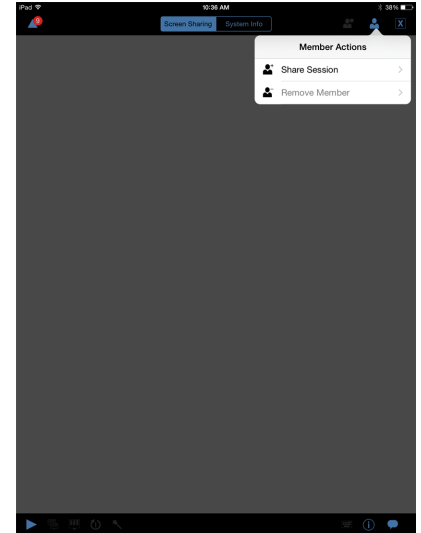 iPad 10:36 AM 38%
9 Screen Sharing System Info X
Member Actions
Share Session
Remove Member